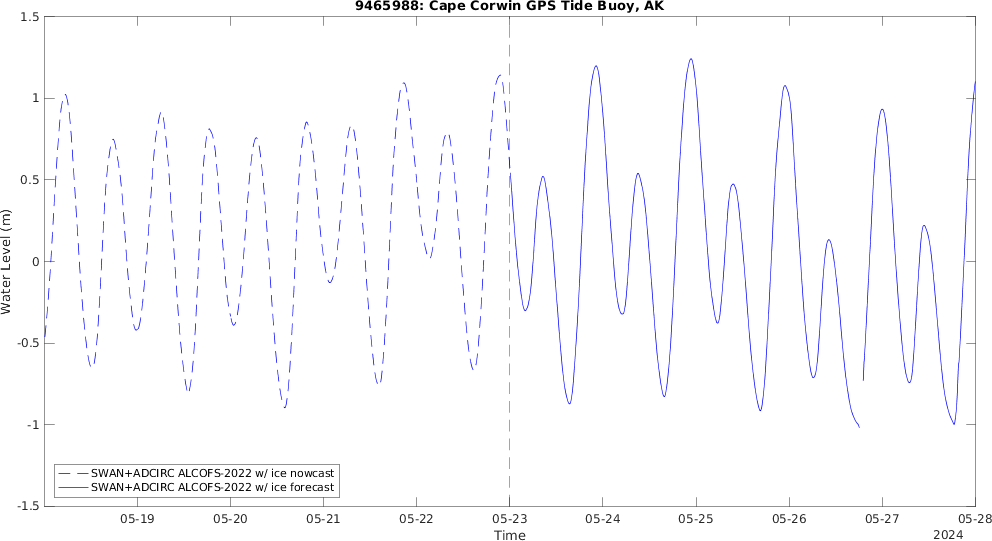 9465988: Cape Corwin GPS Tide Buoy, AK
1.5
1
0.5
0
-0.5
-1
-1.5
Water Level (m)
SWAN+ADCIRC ALCOFS-2022 w/ ice nowcast
SWAN+ADCIRC ALCOFS-2022 w/ ice forecast
05-19 05-20 05-21 05-22 05-23 05-24 05-25 05-26 05-27 05-28
Time
2024